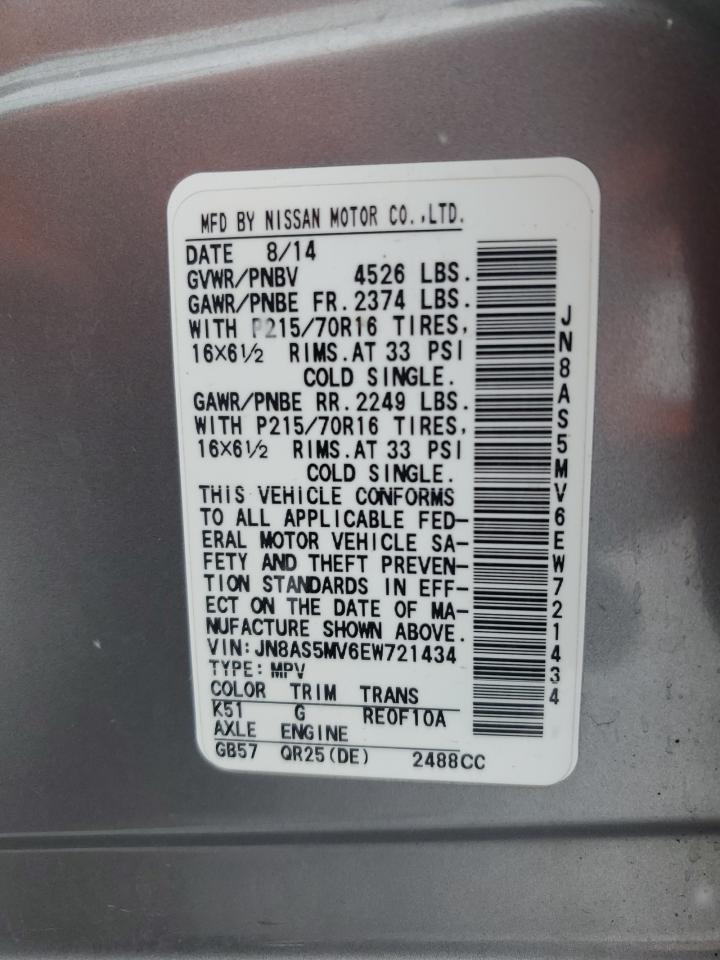 MFD BY NISSAN MOTOR CO.,LTD.
DATE 8/14
GVWR/PNBV 4526 LBS.
GAWR/PNBE FR. 2374 LBS.
WITH P215/70R16 TIRES,
16×6½ RIMS. AT 33 PSI
COLD SINGLE.
GAWR/PNBE RR. 2249 LBS.
WITH P215/70R16 TIRES,
16×6½ RIMS. AT 33 PSI
COLD SINGLE.
THIS VEHICLE CONFORMS
TO ALL APPLICABLE FED-
ERAL MOTOR VEHICLE SA-
FETY AND THEFT PREVEN-
TION STANDARDS IN EFF-
ECT ON THE DATE OF MA-
NUFACTURE SHOWN ABOVE.
VIN:JN8AS5MV6EW721434
TYPE:MPV
COLOR TRIM TRANS
K51 G RE0F10A
AXLE ENGINE
GB57 QR25(DE) 2488CC
JN8AS5MV6EW721434